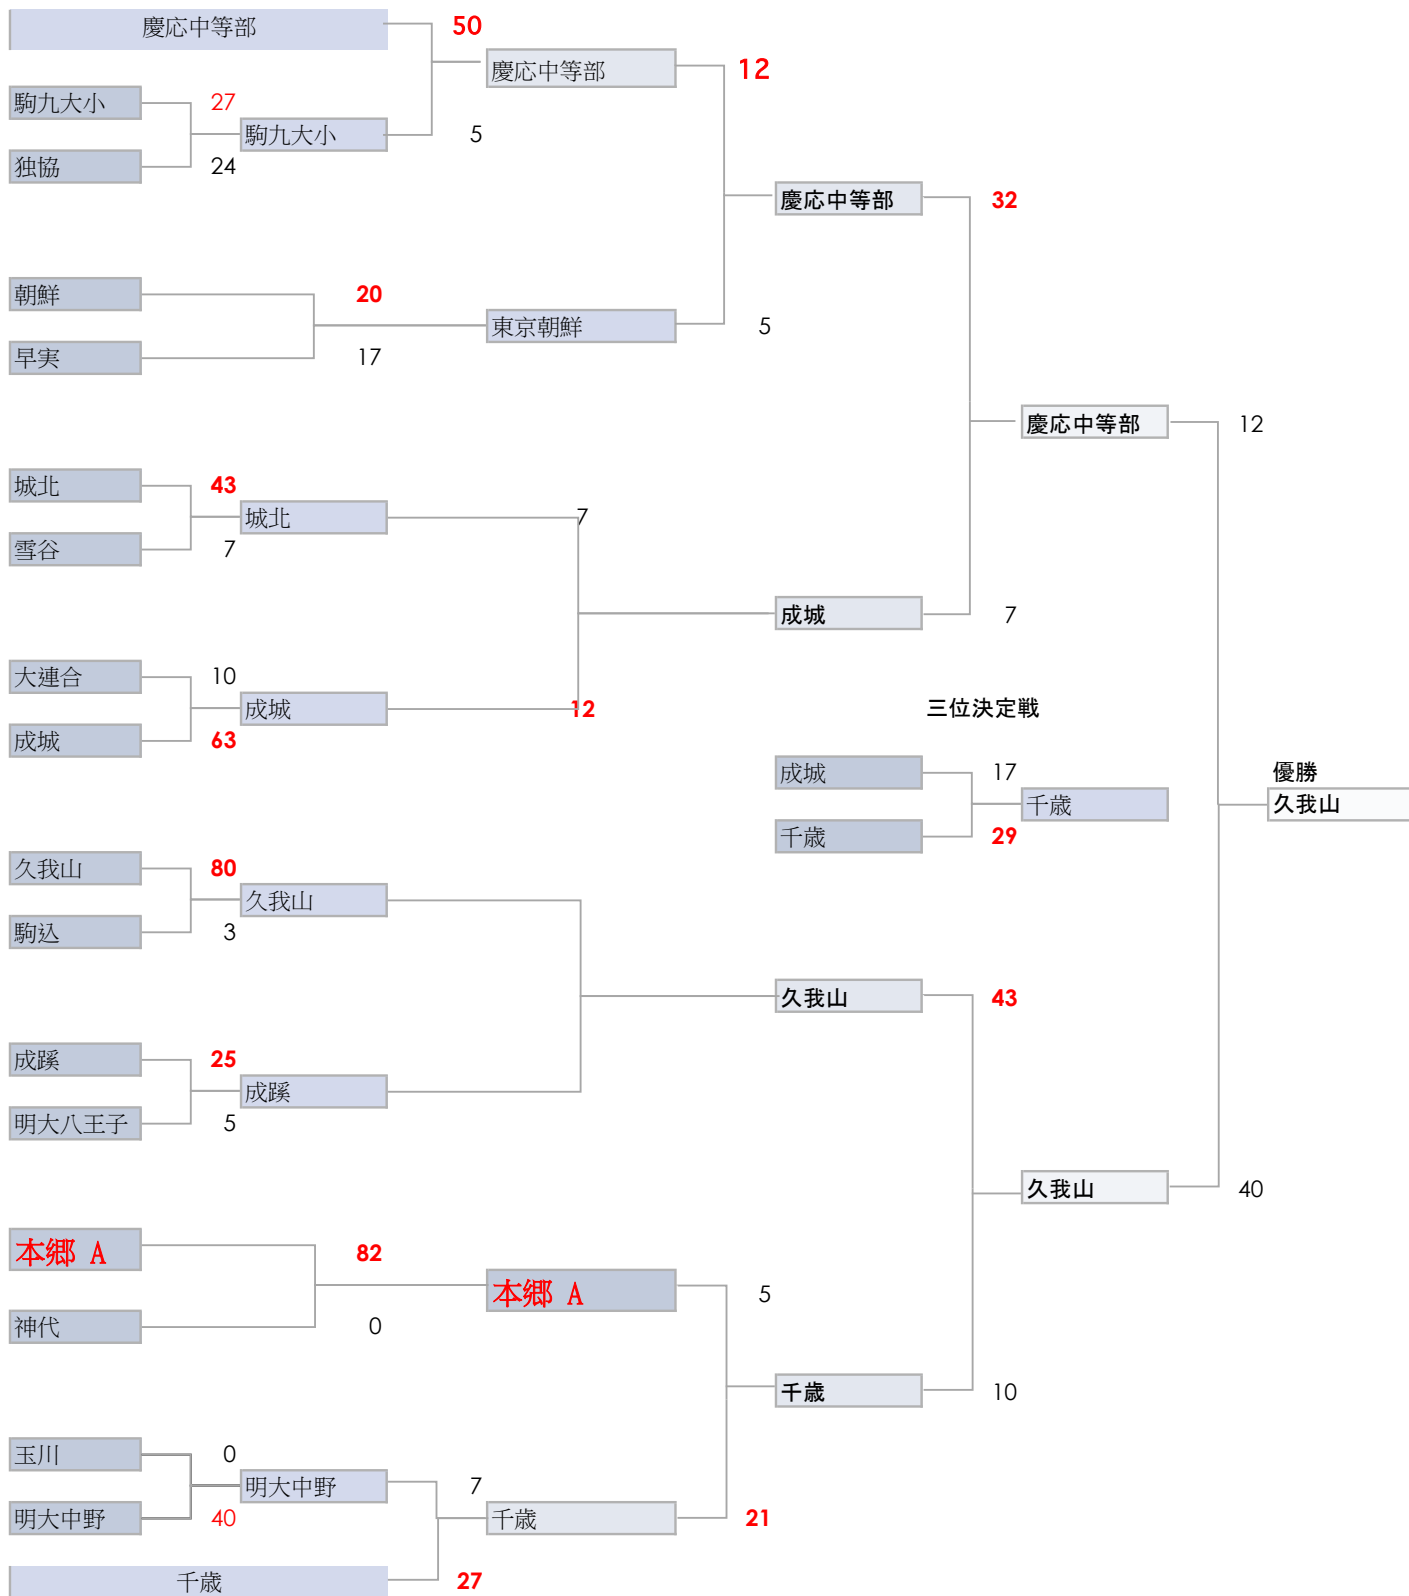 慶応中等部 50
慶応中等部 12
駒九大小 27
駒九大小 5
独協 24
慶応中等部 32
朝鮮 20
東京朝鮮 5
早実 17
慶応中等部 12
城北 43
城北 7
雪谷 7
成城 7
大連合 10
成城 12
三位決定戦
成城 63
成城 17
優勝
千歳
久我山
千歳 29
久我山 80
久我山
駒込 3
久我山 43
成蹊 25
成蹊
明大八王子 5
久我山 40
本郷 A 82
本郷 A 5
神代 0
千歳 10
玉川 0
明大中野 7
明大中野 40
千歳 21
千歳 27